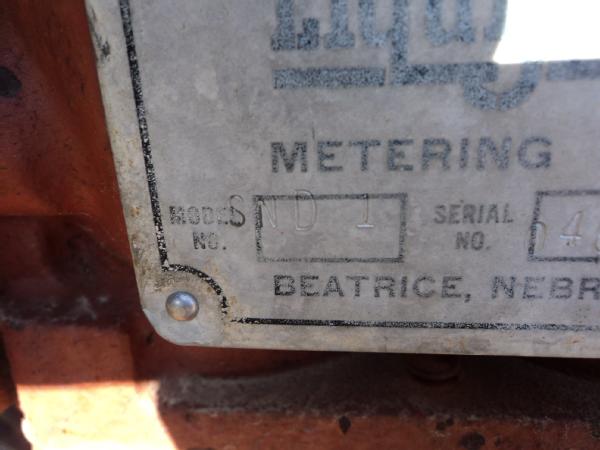 METERING
MODEL NO. SND 1 SERIAL NO.
BEATRICE, NEBR